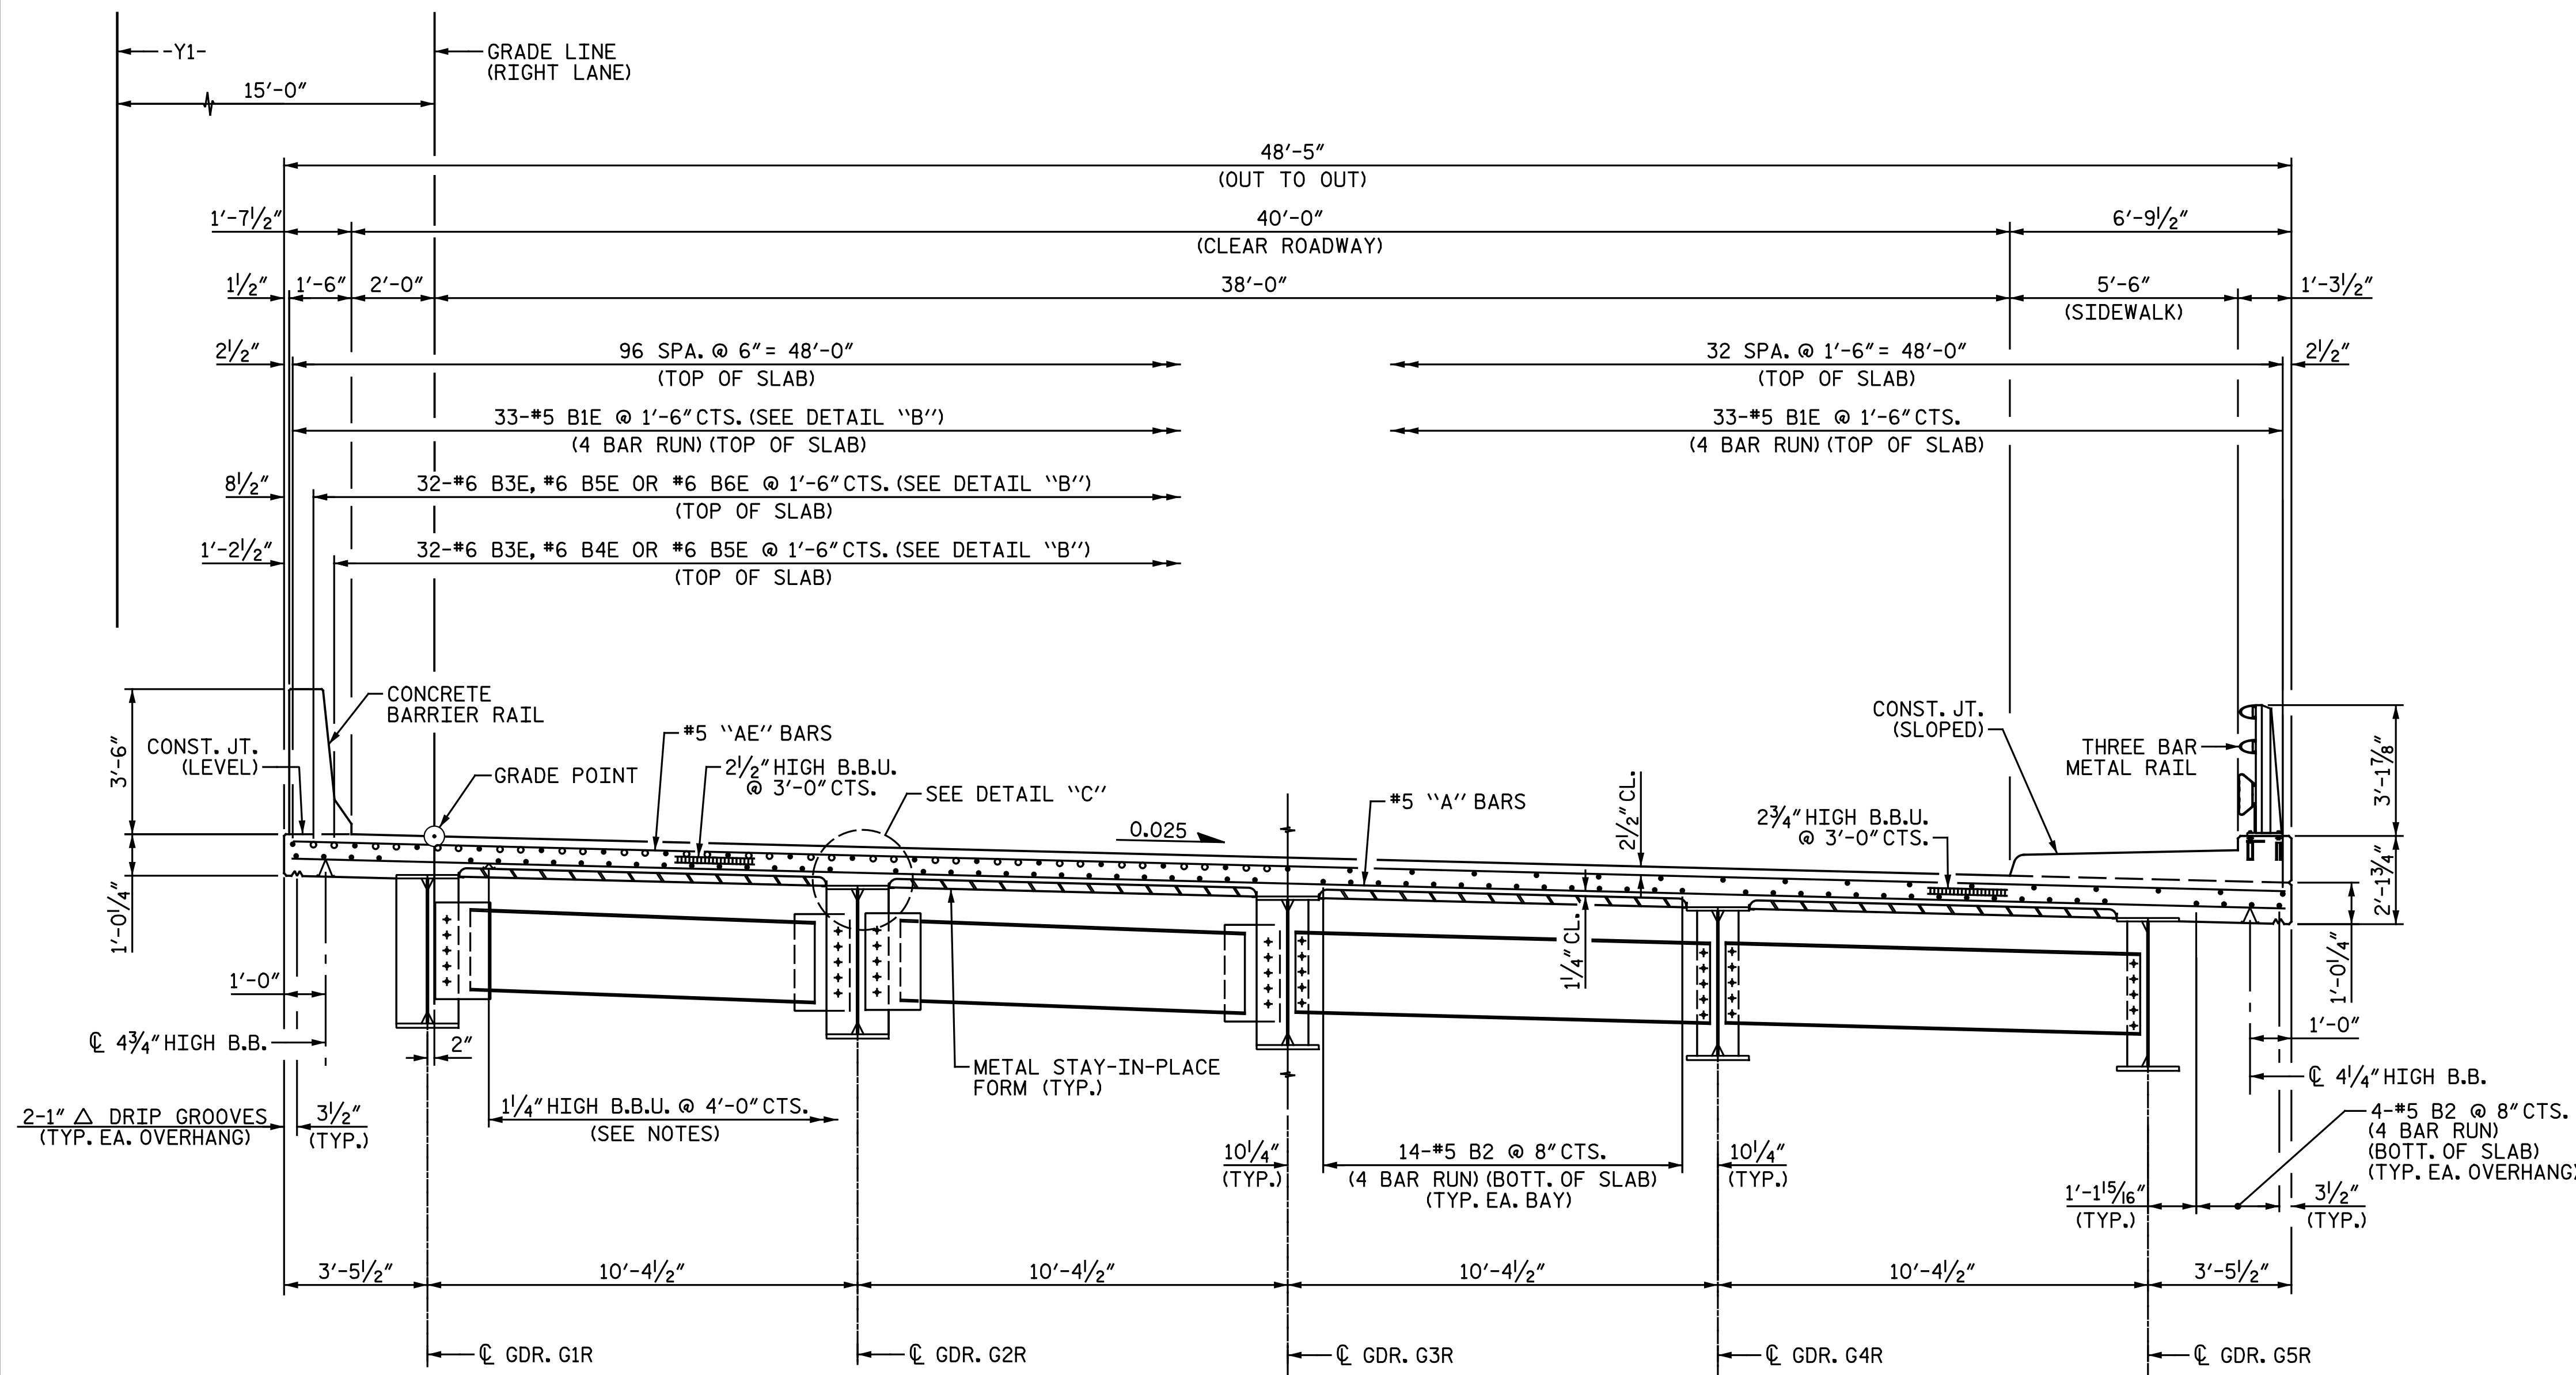 -Y1-
GRADE LINE
(RIGHT LANE)
15'-0"
48'-5"
(OUT TO OUT)
1'-7½"
40'-0"
(CLEAR ROADWAY)
6'-9½"
1½"
1'-6"
2'-0"
38'-0"
5'-6"
(SIDEWALK)
1'-3½"
2½"
96 SPA. @ 6" = 48'-0"
(TOP OF SLAB)
32 SPA. @ 1'-6" = 48'-0"
(TOP OF SLAB)
2½"
33-#5 B1E @ 1'-6" CTS. (SEE DETAIL "B")
(4 BAR RUN) (TOP OF SLAB)
33-#5 B1E @ 1'-6" CTS.
(4 BAR RUN) (TOP OF SLAB)
8½"
32-#6 B3E, #6 B5E OR #6 B6E @ 1'-6" CTS. (SEE DETAIL "B")
(TOP OF SLAB)
1'-2½"
32-#6 B3E, #6 B4E OR #6 B5E @ 1'-6" CTS. (SEE DETAIL "B")
(TOP OF SLAB)
CONCRETE
BARRIER RAIL
3'-6"
CONST. JT.
(LEVEL)
#5 "AE" BARS
2½" HIGH B.B.U.
@ 3'-0" CTS.
GRADE POINT
SEE DETAIL "C"
0.025
#5 "A" BARS
2½" CL.
2¾" HIGH B.B.U.
@ 3'-0" CTS.
CONST. JT.
(SLOPED)
THREE BAR
METAL RAIL
3'-1⅞"
2'-1¾"
1'-0¼"
1'-0¼"
1¼" CL.
1'-0"
℄ 4¾" HIGH B.B.
2"
METAL STAY-IN-PLACE
FORM (TYP.)
1'-0"
℄ 4¼" HIGH B.B.
2-1" △ DRIP GROOVES
(TYP. EA. OVERHANG)
3½"
(TYP.)
1¼" HIGH B.B.U. @ 4'-0" CTS.
(SEE NOTES)
10¼"
(TYP.)
14-#5 B2 @ 8" CTS.
(4 BAR RUN) (BOTT. OF SLAB)
(TYP. EA. BAY)
10¼"
(TYP.)
4-#5 B2 @ 8" CTS.
(4 BAR RUN)
(BOTT. OF SLAB)
(TYP. EA. OVERHANG)
1'-1 15/16"
(TYP.)
3½"
(TYP.)
3'-5½"
10'-4½"
10'-4½"
10'-4½"
10'-4½"
3'-5½"
℄ GDR. G1R
℄ GDR. G2R
℄ GDR. G3R
℄ GDR. G4R
℄ GDR. G5R